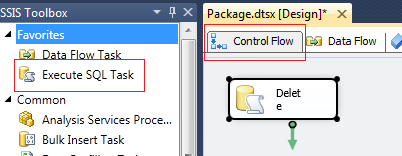 SSIS Toolbox
Package.dtsx [Design]*
Favorites
Data Flow Task
Execute SQL Task
Common
Analysis Services Proce...
Bulk Insert Task
Control Flow
Data Flow
Delet
e